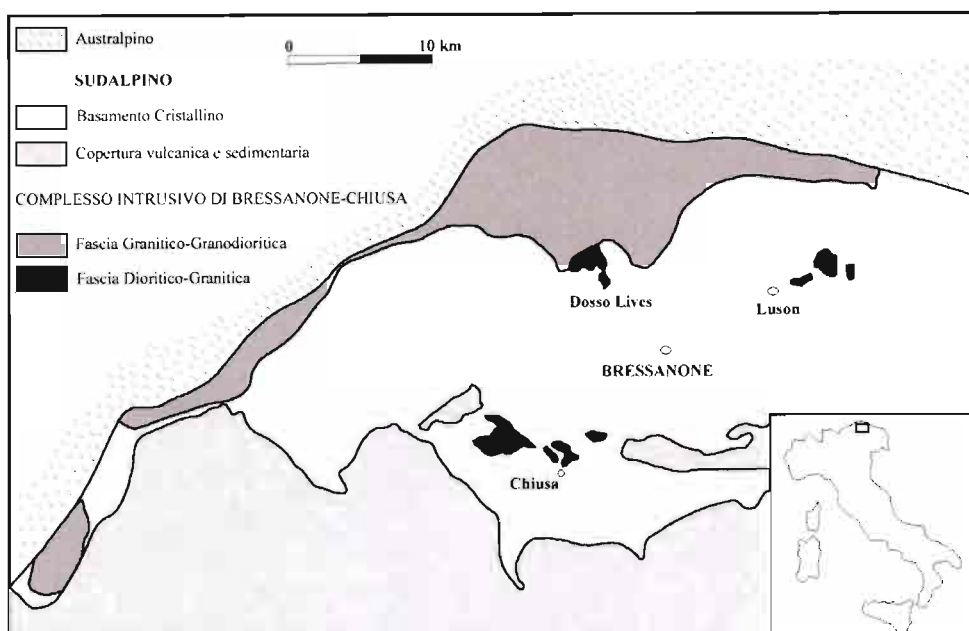 Australpino
0 10 km
SUDALPINO
Basamento Cristallino
Copertura vulcanica e sedimentaria
COMPLESSO INTRUSIVO DI BRESSANONE-CHIUSA
Fascia Granitico-Granodioritica
Fascia Dioritico-Granitica
Dosso Lives
Luson
BRESSANONE
Chiusa